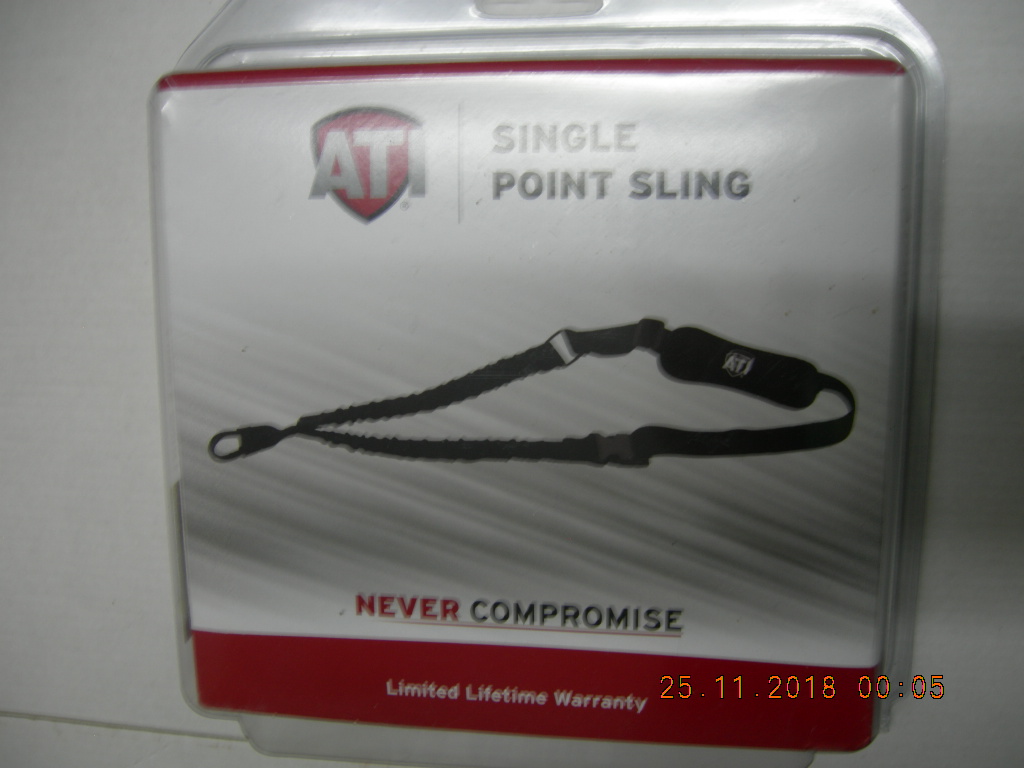 ATI®
SINGLE
POINT SLING
ATI
NEVER COMPROMISE
Limited Lifetime Warranty
25.11.2018 00:05